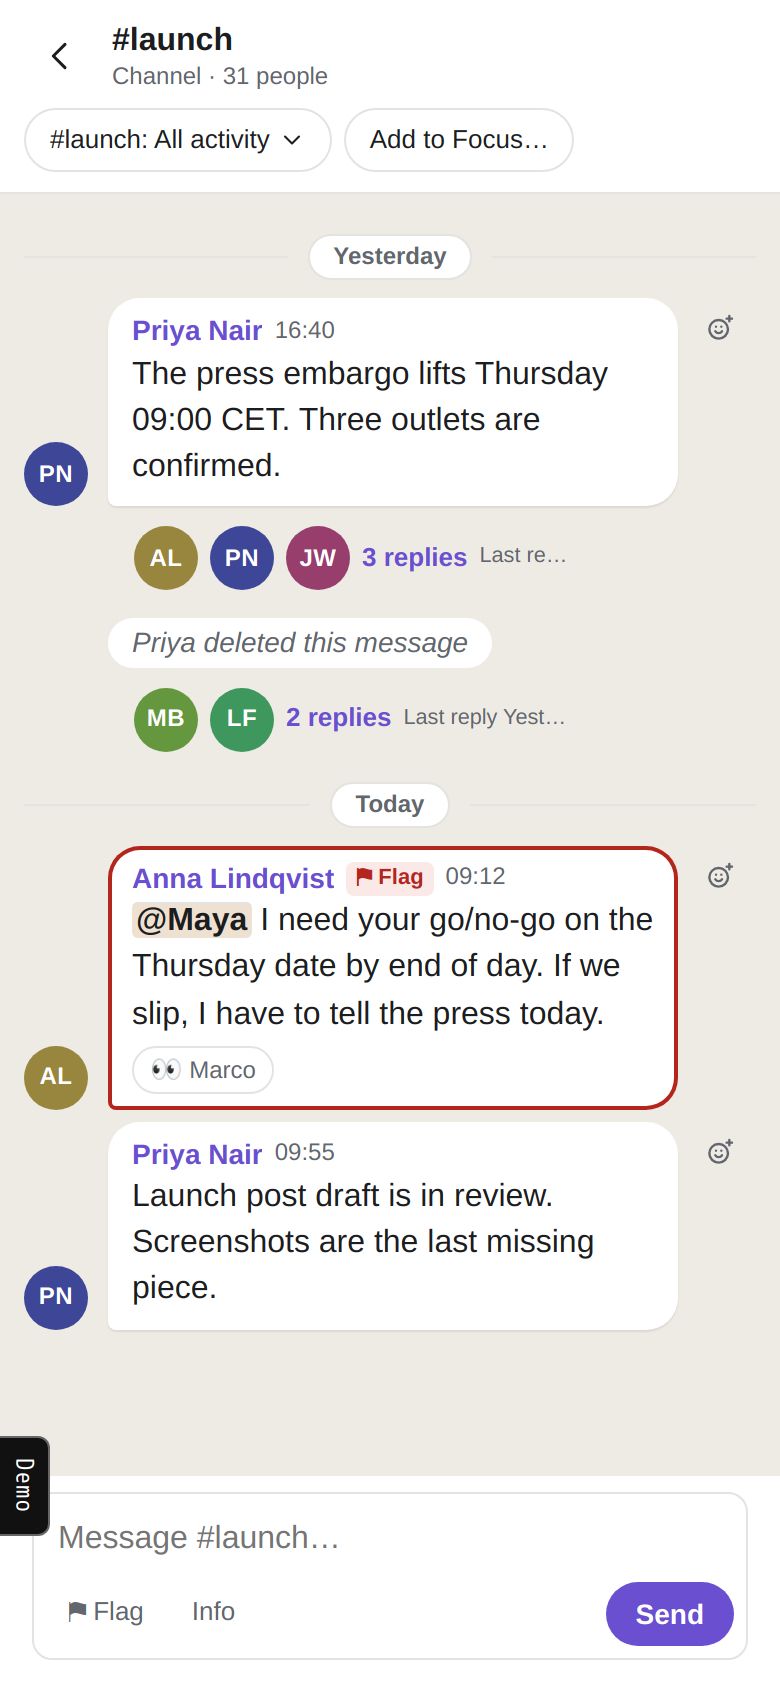 #launch
Channel · 31 people
#launch: All activity
Add to Focus…
Yesterday
Priya Nair 16:40
The press embargo lifts Thursday
09:00 CET. Three outlets are
confirmed.
PN
AL PN JW 3 replies Last re…
Priya deleted this message
MB LF 2 replies Last reply Yest…
Today
Anna Lindqvist Flag 09:12
@Maya I need your go/no-go on the
Thursday date by end of day. If we
slip, I have to tell the press today.
👀 Marco
AL
Priya Nair 09:55
Launch post draft is in review.
Screenshots are the last missing
piece.
PN
Demo
Message #launch…
Flag Info Send